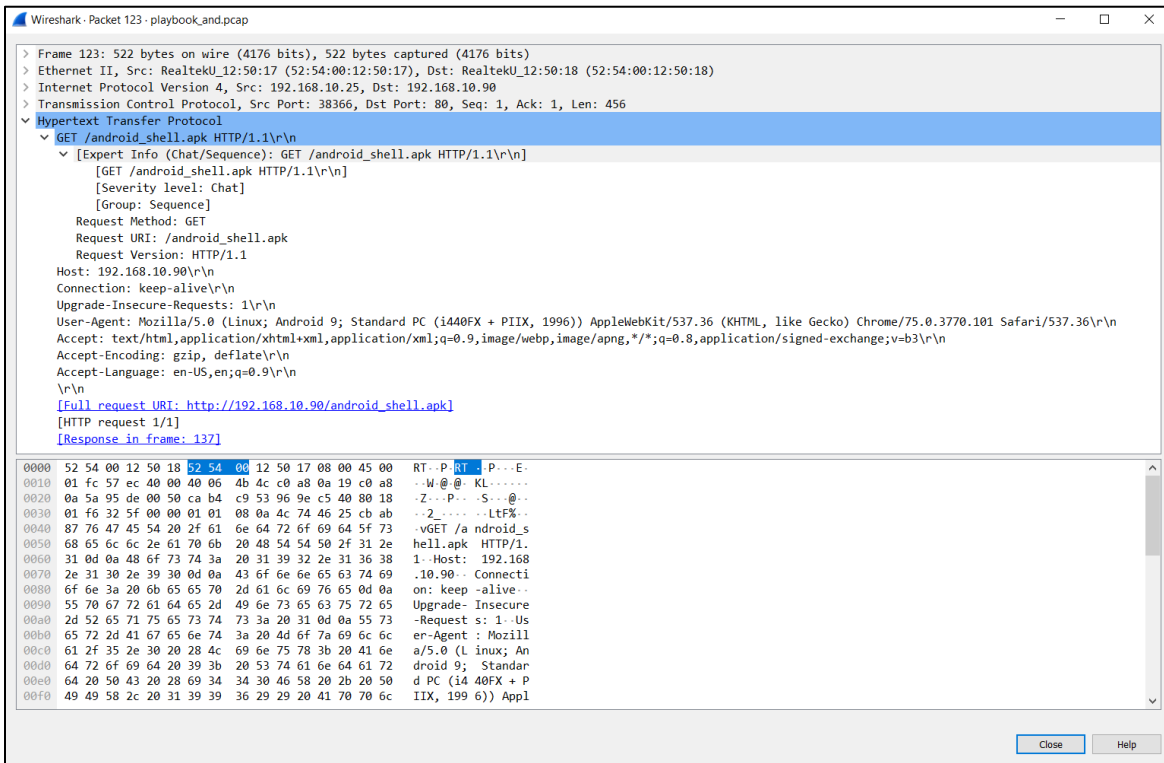 Wireshark · Packet 123 · playbook_and.pcap
> Frame 123: 522 bytes on wire (4176 bits), 522 bytes captured (4176 bits)
> Ethernet II, Src: RealtekU_12:50:17 (52:54:00:12:50:17), Dst: RealtekU_12:50:18 (52:54:00:12:50:18)
> Internet Protocol Version 4, Src: 192.168.10.25, Dst: 192.168.10.90
> Transmission Control Protocol, Src Port: 38366, Dst Port: 80, Seq: 1, Ack: 1, Len: 456
Hypertext Transfer Protocol
GET /android_shell.apk HTTP/1.1\r\n
[Expert Info (Chat/Sequence): GET /android_shell.apk HTTP/1.1\r\n]
[GET /android_shell.apk HTTP/1.1\r\n]
[Severity level: Chat]
[Group: Sequence]
Request Method: GET
Request URI: /android_shell.apk
Request Version: HTTP/1.1
Host: 192.168.10.90\r\n
Connection: keep-alive\r\n
Upgrade-Insecure-Requests: 1\r\n
User-Agent: Mozilla/5.0 (Linux; Android 9; Standard PC (i440FX + PIIX, 1996)) AppleWebKit/537.36 (KHTML, like Gecko) Chrome/75.0.3770.101 Safari/537.36\r\n
Accept: text/html,application/xhtml+xml,application/xml;q=0.9,image/webp,image/apng,*/*;q=0.8,application/signed-exchange;v=b3\r\n
Accept-Encoding: gzip, deflate\r\n
Accept-Language: en-US,en;q=0.9\r\n
\r\n
[Full request URI: http://192.168.10.90/android_shell.apk]
[HTTP request 1/1]
[Response in frame: 137]
0000 52 54 00 12 50 18 52 54 00 12 50 17 08 00 45 00 RT··P·RT ··P···E·
0010 01 fc 57 ec 40 00 40 06 4b 4c c0 a8 0a 19 c0 a8 ··W·@·@· KL······
0020 0a 5a 95 de 00 50 ca b4 c9 53 96 9e c5 40 80 18 ·Z···P·· ·S···@··
0030 01 f6 32 5f 00 00 01 01 08 0a 4c 74 46 25 cb ab ··2_···· ··LtF%··
0040 87 76 47 45 54 20 2f 61 6e 64 72 6f 69 64 5f 73 ·vGET /a ndroid_s
0050 68 65 6c 6c 2e 61 70 6b 20 48 54 54 50 2f 31 2e hell.apk HTTP/1.
0060 31 0d 0a 48 6f 73 74 3a 20 31 39 32 2e 31 36 38 1··Host: 192.168
0070 2e 31 30 2e 39 30 0d 0a 43 6f 6e 6e 65 63 74 69 .10.90·· Connecti
0080 6f 6e 3a 20 6b 65 65 70 2d 61 6c 69 76 65 0d 0a on: keep -alive··
0090 55 70 67 72 61 64 65 2d 49 6e 73 65 63 75 72 65 Upgrade- Insecure
00a0 2d 52 65 71 75 65 73 74 73 3a 20 31 0d 0a 55 73 -Request s: 1··Us
00b0 65 72 2d 41 67 65 6e 74 3a 20 4d 6f 7a 69 6c 6c er-Agent : Mozill
00c0 61 2f 35 2e 30 20 28 4c 69 6e 75 78 3b 20 41 6e a/5.0 (L inux; An
00d0 64 72 6f 69 64 20 39 3b 20 53 74 61 6e 64 61 72 droid 9; Standar
00e0 64 20 50 43 20 28 69 34 34 30 46 58 20 2b 20 50 d PC (i4 40FX + P
00f0 49 49 58 2c 20 31 39 39 36 29 29 20 41 70 70 6c IIX, 199 6)) Appl
Close
Help